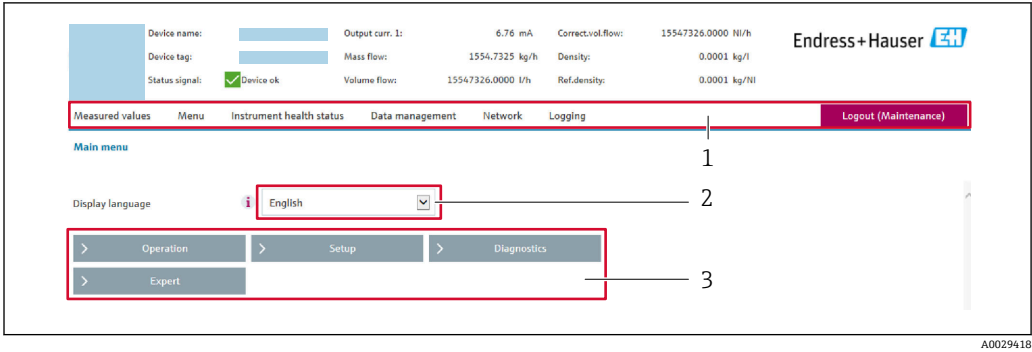 Device name: Output curr. 1: 6.76 mA Correct.vol.flow: 15547326.0000 Nl/h
Endress+Hauser EH
Device tag: Mass flow: 1554.7325 kg/h Density: 0.0001 kg/l
Status signal: Device ok Volume flow: 15547326.0000 l/h Ref.density: 0.0001 kg/Nl
Measured values Menu Instrument health status Data management Network Logging Logout (Maintenance)
1
Main menu
Display language i English 2
> Operation > Setup > Diagnostics
> Expert 3
A0029418